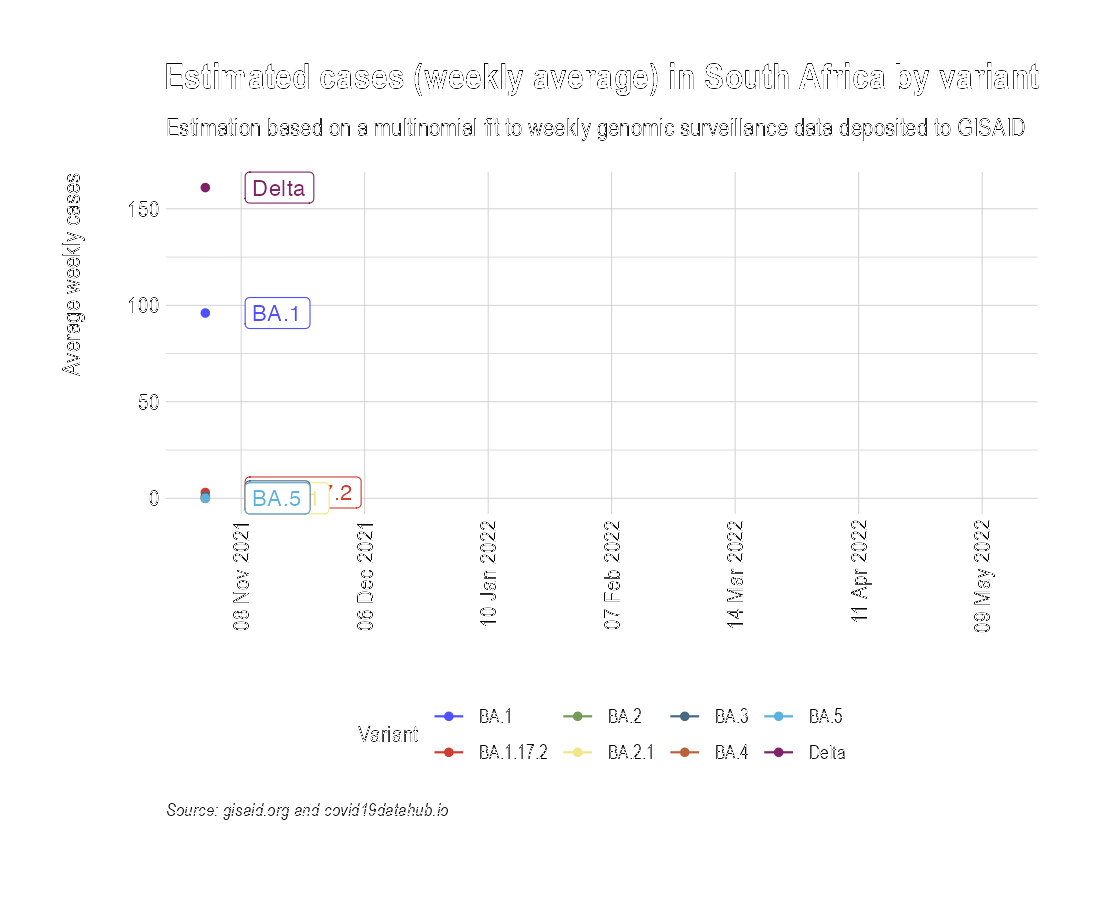 Estimated cases (weekly average) in South Africa by variant
Estimation based on a multinomial fit to weekly genomic surveillance data deposited to GISAID
Average weekly cases
150
100
50
0
Delta
BA.1
BA.5
1
7.2
08 Nov 2021
06 Dec 2021
10 Jan 2022
07 Feb 2022
14 Mar 2022
11 Apr 2022
09 May 2022
Variant
BA.1 BA.2 BA.3 BA.5
BA.1.17.2 BA.2.1 BA.4 Delta
Source: gisaid.org and covid19datahub.io